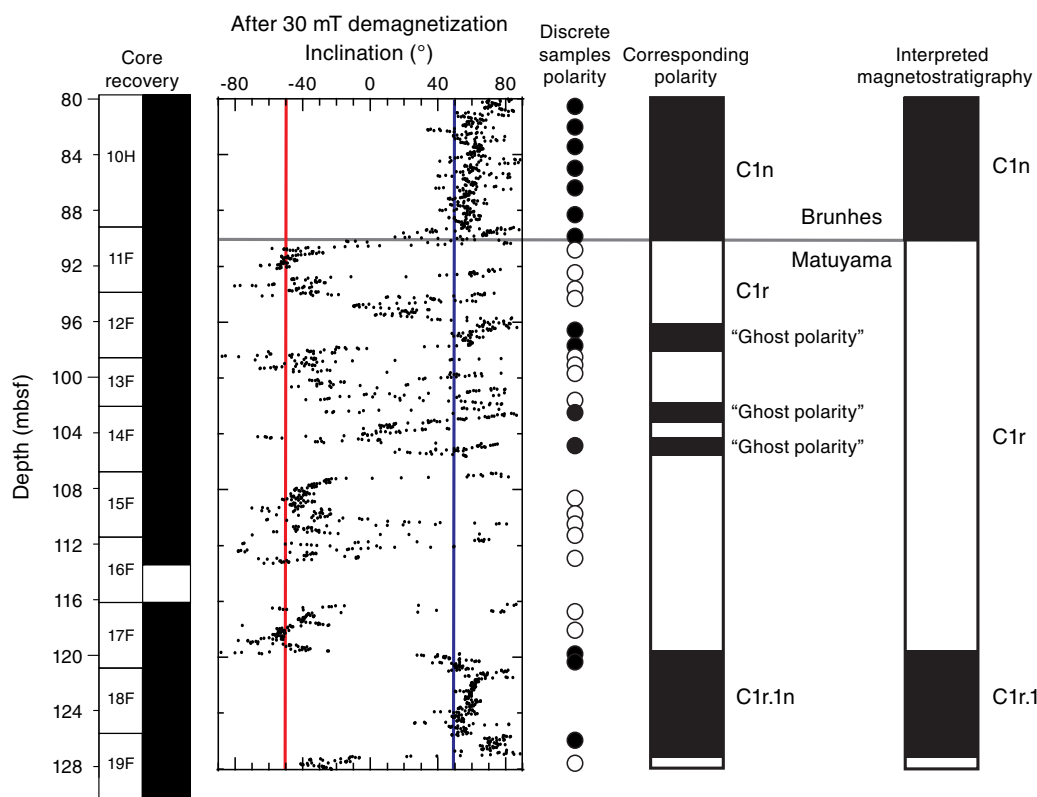 After 30 mT demagnetization
Inclination (°)
Core
recovery
Discrete
samples
polarity
Corresponding
polarity
Interpreted
magnetostratigraphy
-80 -40 0 40 80
Depth (mbsf)
80
84
88
92
96
100
104
108
112
116
120
124
128
10H
11F
12F
13F
14F
15F
16F
17F
18F
19F
C1n
Brunhes
Matuyama
C1r
“Ghost polarity”
“Ghost polarity”
“Ghost polarity”
C1r.1n
C1n
C1r
C1r.1